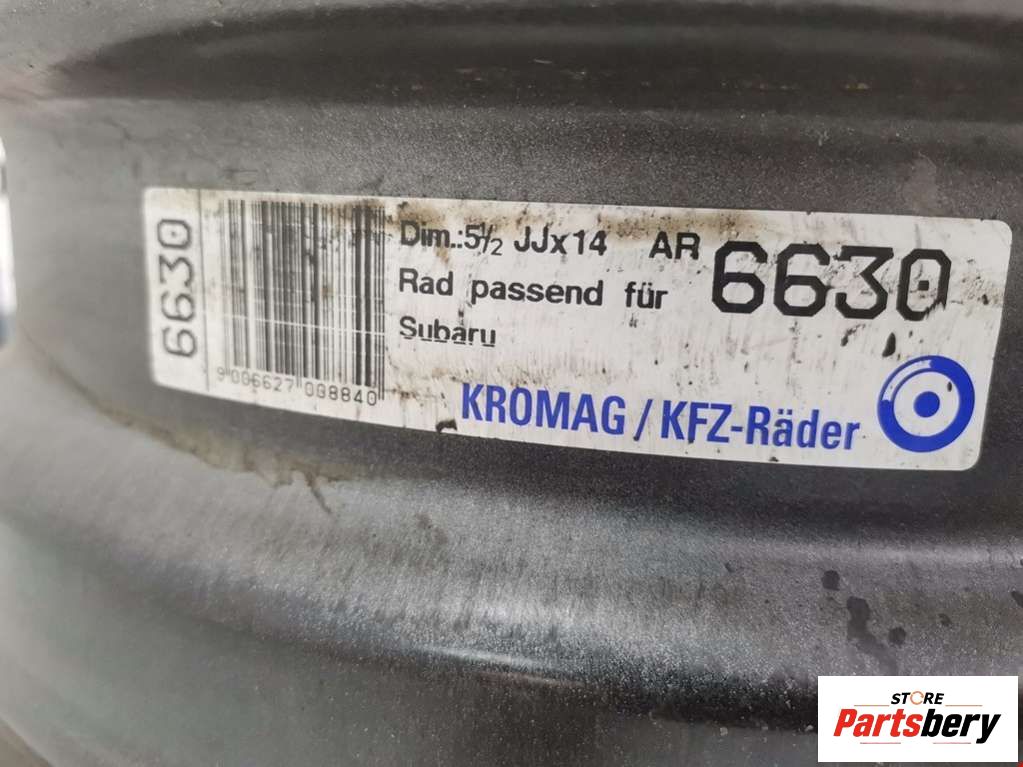 6630
Dim.:5½ JJx14 AR 6630
Rad passend für
Subaru
9 006627 008840
KROMAG / KFZ-Räder
STORE
Partsbery